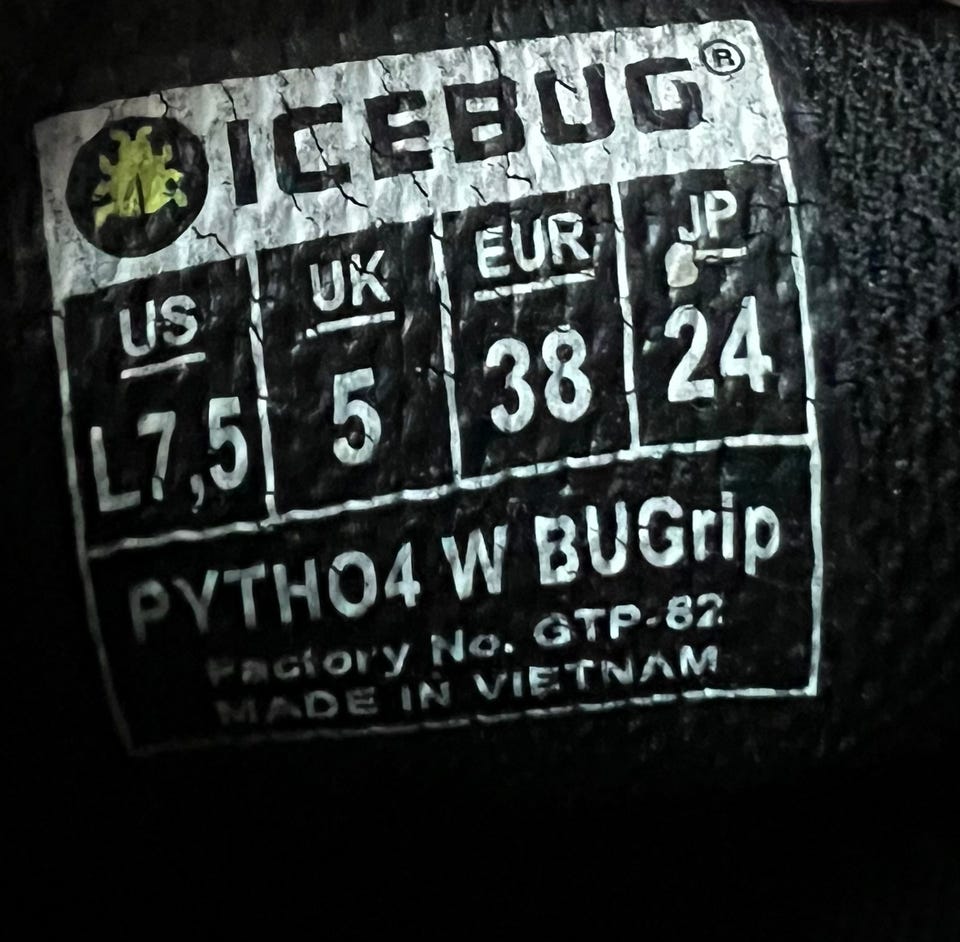 ICEBUG®
US UK EUR JP
L7,5 5 38 24
PYTHO4 W BUGrip
Factory No. GTP-82
MADE IN VIETNAM